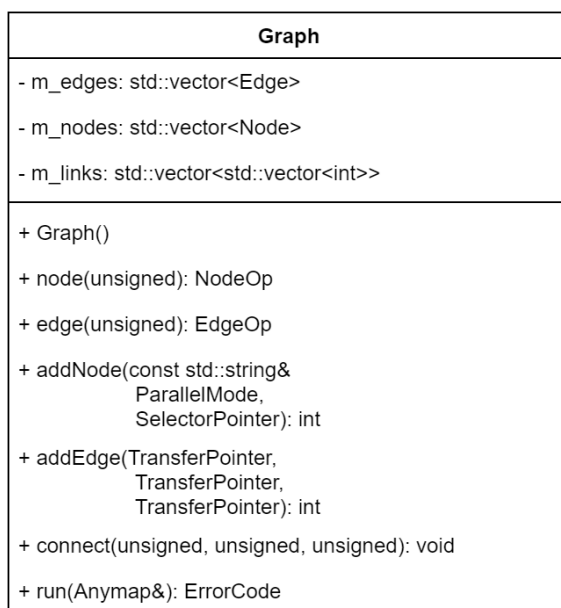 Graph
- m_edges: std::vector<Edge>
- m_nodes: std::vector<Node>
- m_links: std::vector<std::vector<int>>
+ Graph()
+ node(unsigned): NodeOp
+ edge(unsigned): EdgeOp
+ addNode(const std::string&
ParallelMode,
SelectorPointer): int
+ addEdge(TransferPointer,
TransferPointer,
TransferPointer): int
+ connect(unsigned, unsigned, unsigned): void
+ run(Anymap&): ErrorCode